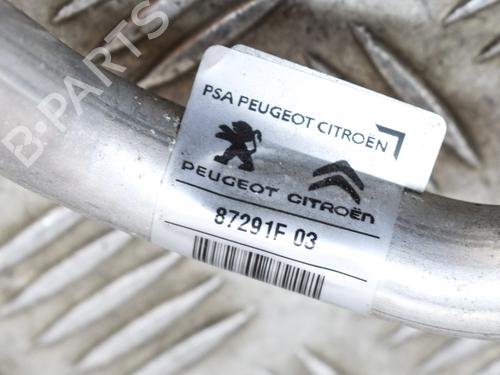 B-PARTS
PSA PEUGEOT CITROËN
PEUGEOT CITROËN
87291F 03